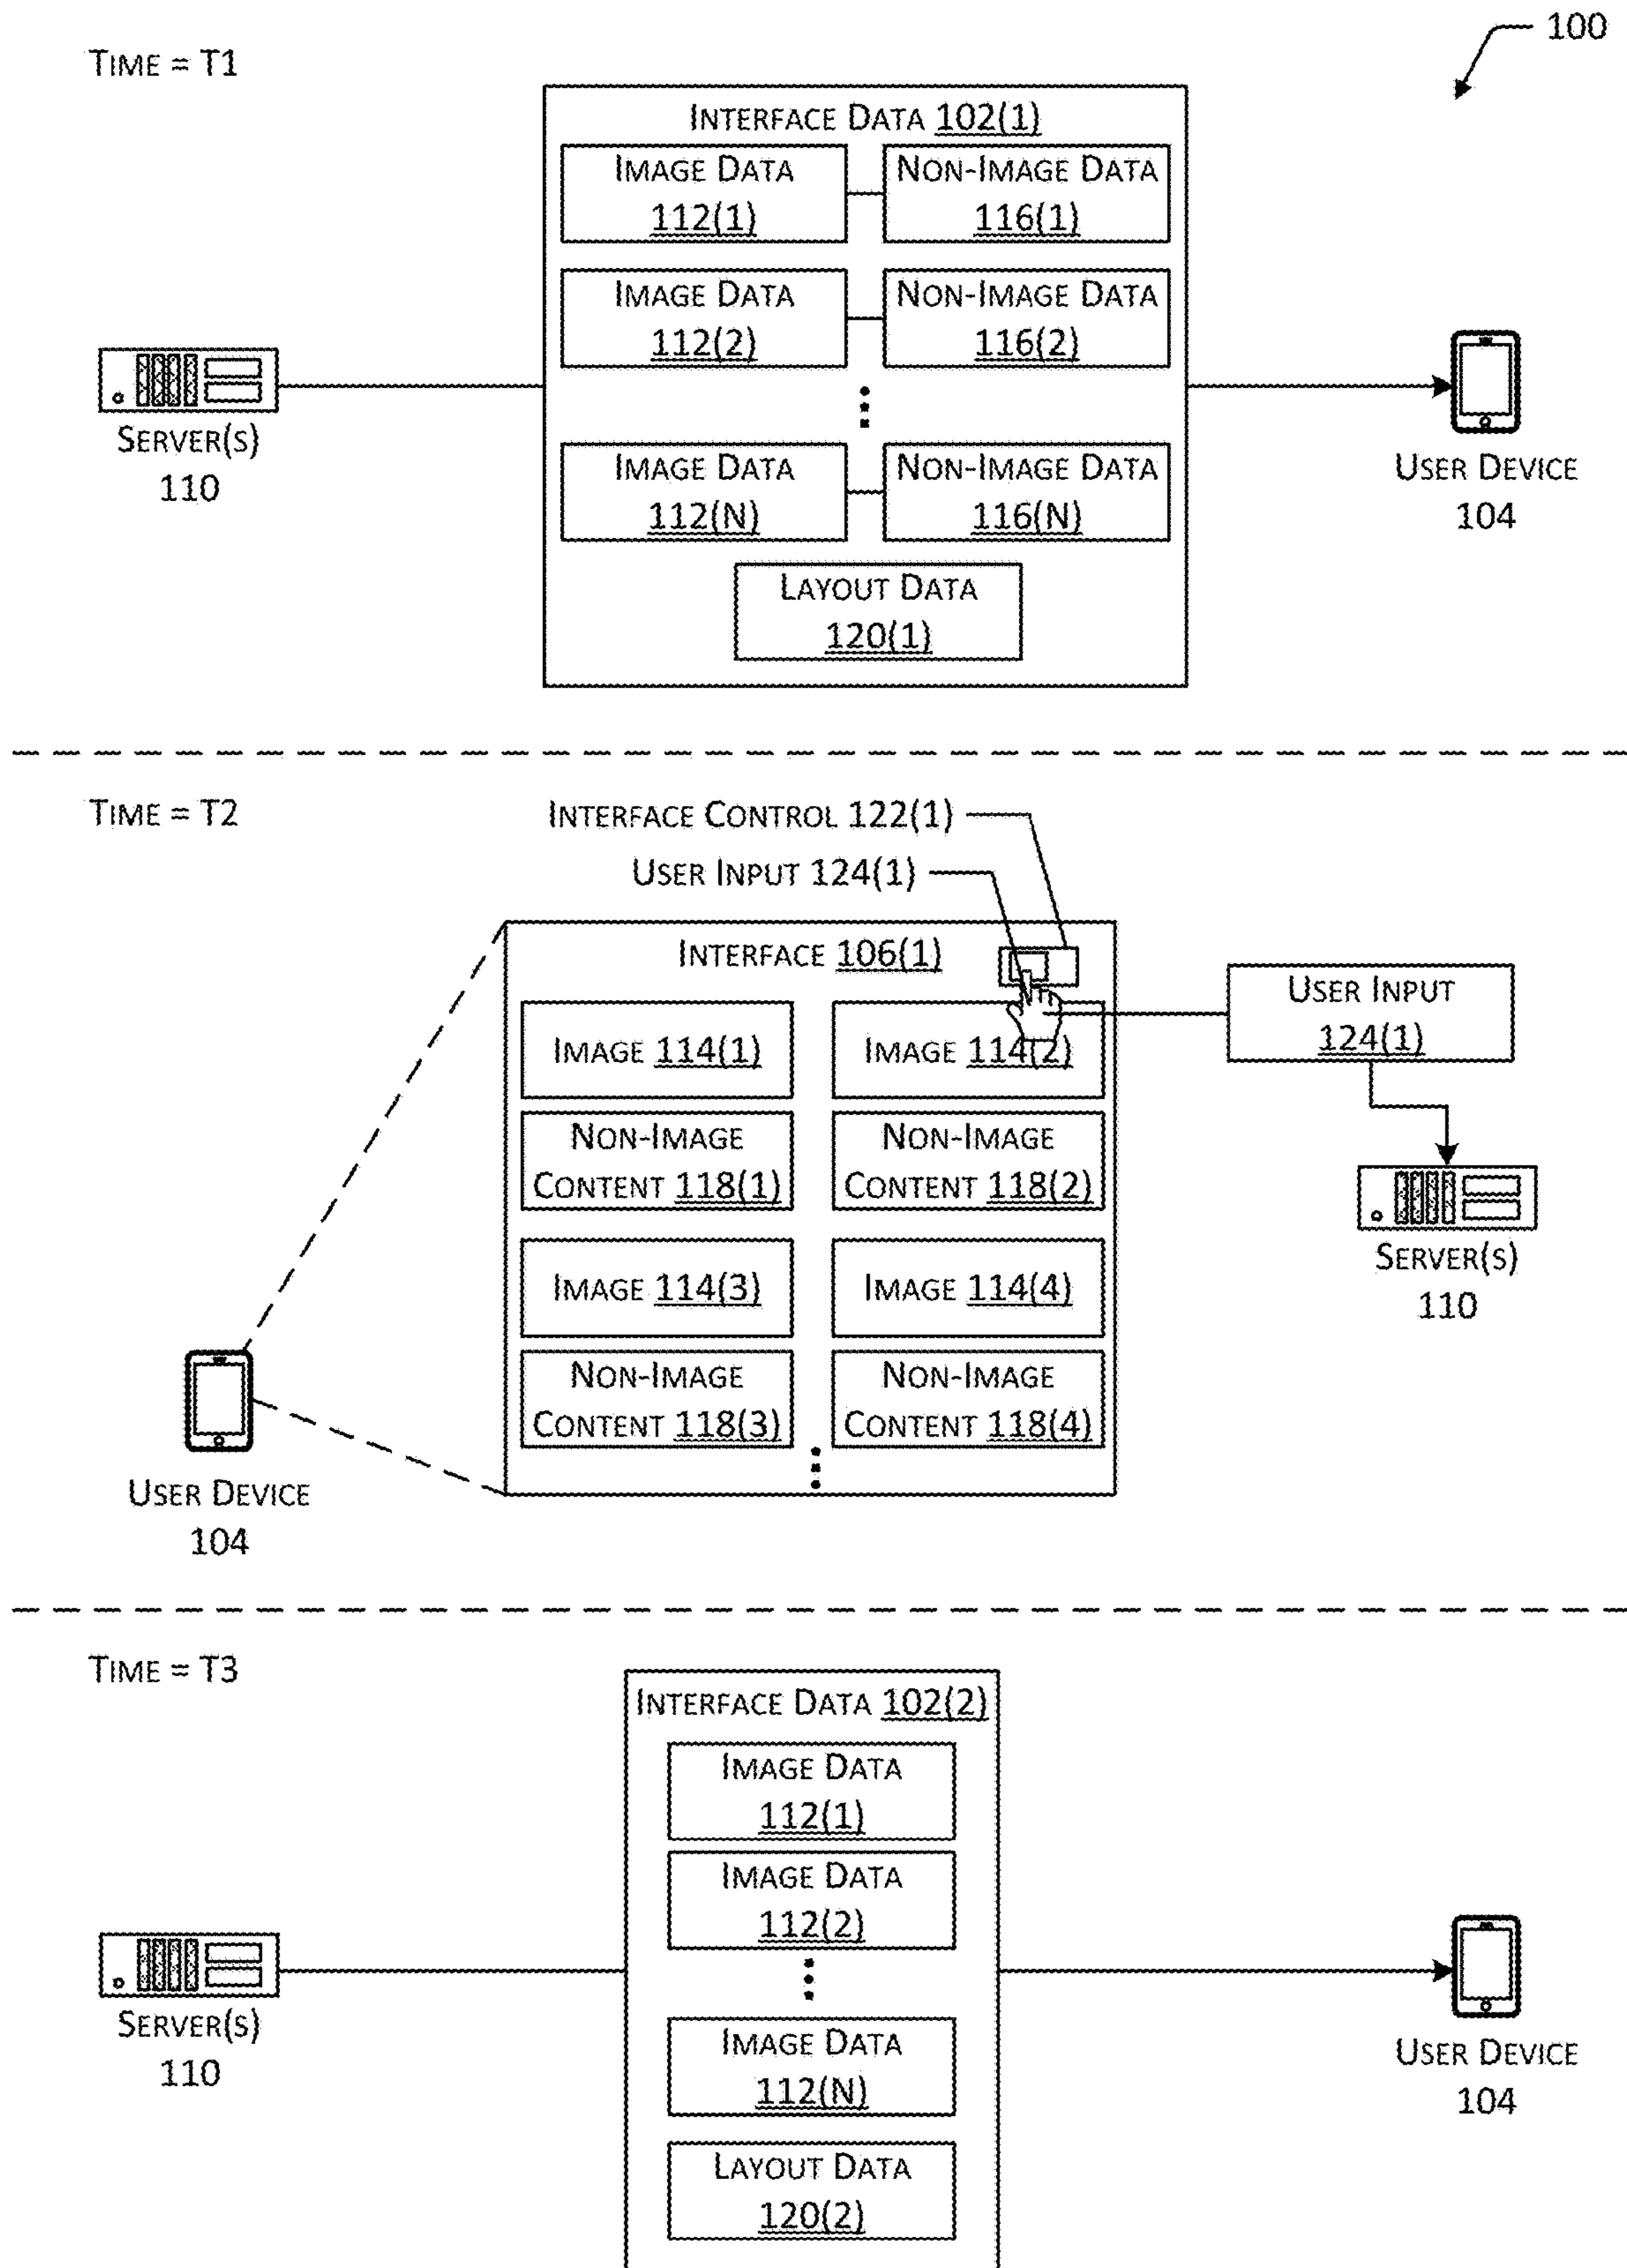 100
TIME = T1
INTERFACE DATA 102(1)
IMAGE DATA
112(1)
NON-IMAGE DATA
116(1)
IMAGE DATA
112(2)
NON-IMAGE DATA
116(2)
IMAGE DATA
112(N)
NON-IMAGE DATA
116(N)
LAYOUT DATA
120(1)
SERVER(S)
110
USER DEVICE
104
TIME = T2
INTERFACE CONTROL 122(1)
USER INPUT 124(1)
INTERFACE 106(1)
IMAGE 114(1)
IMAGE 114(2)
NON-IMAGE
CONTENT 118(1)
NON-IMAGE
CONTENT 118(2)
IMAGE 114(3)
IMAGE 114(4)
NON-IMAGE
CONTENT 118(3)
NON-IMAGE
CONTENT 118(4)
USER INPUT
124(1)
SERVER(S)
110
USER DEVICE
104
TIME = T3
INTERFACE DATA 102(2)
IMAGE DATA
112(1)
IMAGE DATA
112(2)
IMAGE DATA
112(N)
LAYOUT DATA
120(2)
SERVER(S)
110
USER DEVICE
104